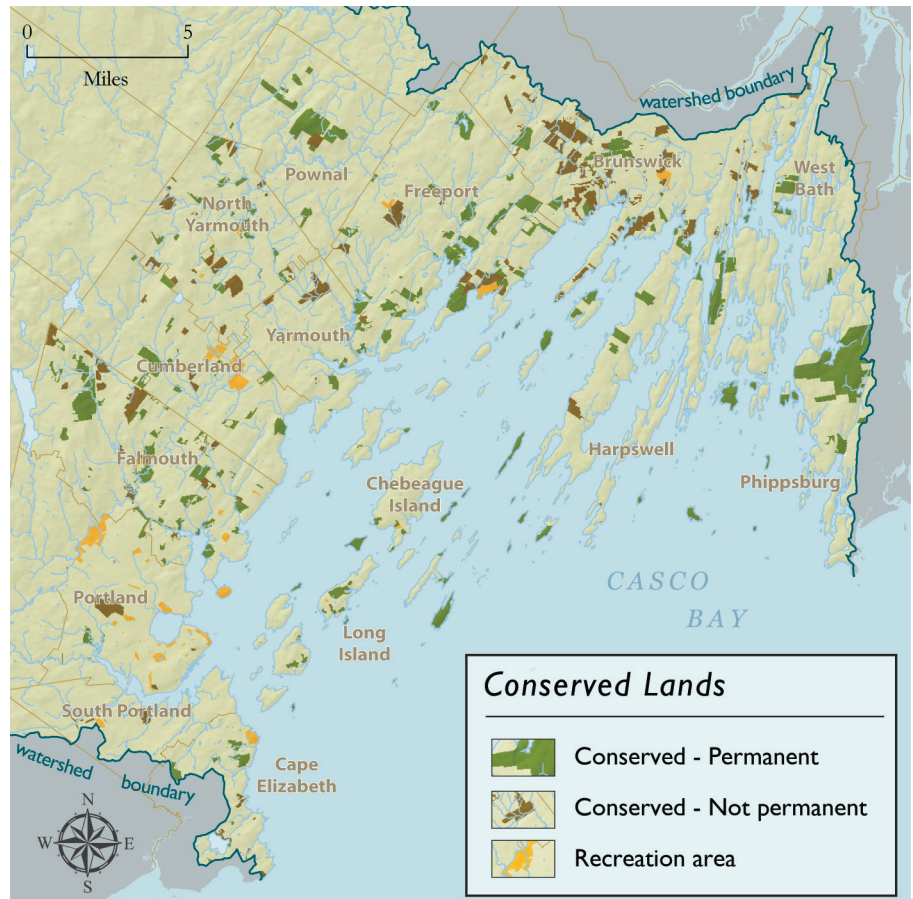 0 5
Miles
watershed boundary
Brunswick
West
Bath
Pownal
Freeport
North
Yarmouth
Yarmouth
Cumberland
Falmouth
Harpswell
Chebeague
Island
Phippsburg
CASCO
BAY
Portland
Long
Island
South Portland
Cape
Elizabeth
watershed boundary
N
W E
S
Conserved Lands
Conserved - Permanent
Conserved - Not permanent
Recreation area